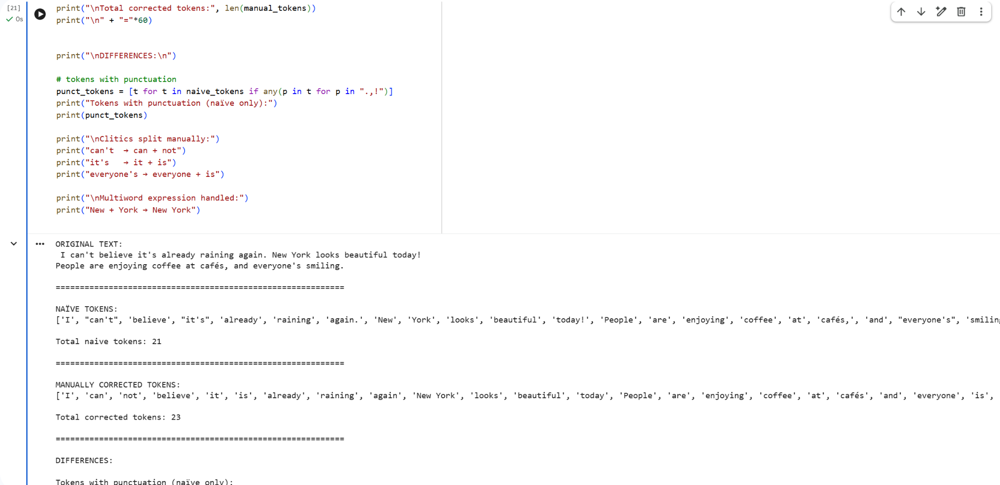 [21]
0s
print("\nTotal corrected tokens:", len(manual_tokens))
print("\n" + "="*60)
print("\nDIFFERENCES:\n")
# tokens with punctuation
punct_tokens = [t for t in naive_tokens if any(p in t for p in ".,!")]
print("Tokens with punctuation (naïve only):")
print(punct_tokens)
print("\nClitics split manually:")
print("can't  → can + not")
print("it's   → it + is")
print("everyone's → everyone + is")
print("\nMultiword expression handled:")
print("New + York → New York")
ORIGINAL TEXT:
I can't believe it's already raining again. New York looks beautiful today!
People are enjoying coffee at cafés, and everyone's smiling.
============================================================
NAÏVE TOKENS:
['I', "can't", 'believe', "it's", 'already', 'raining', 'again.', 'New', 'York', 'looks', 'beautiful', 'today!', 'People', 'are', 'enjoying', 'coffee', 'at', 'cafés,', 'and', "everyone's", 'smiling
Total naive tokens: 21
============================================================
MANUALLY CORRECTED TOKENS:
['I', 'can', 'not', 'believe', 'it', 'is', 'already', 'raining', 'again', 'New York', 'looks', 'beautiful', 'today', 'People', 'are', 'enjoying', 'coffee', 'at', 'cafés', 'and', 'everyone', 'is',
Total corrected tokens: 23
============================================================
DIFFERENCES:
Tokens with punctuation (naïve only):